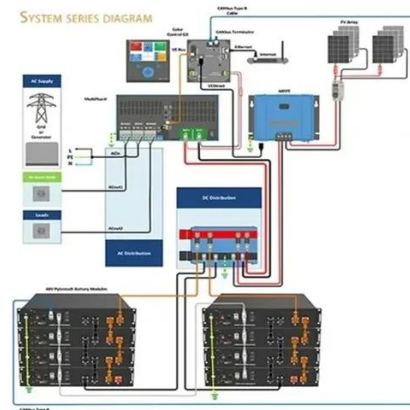 SYSTEM SERIES DIAGRAM
CANbus Type B
Cable
Color
Control GX
CANbus Terminator
PV Array
VE Bus
Ethernet
Internet
AC Supply
VE.Direct
MultiPlus-II
MPPT
Grid
or
Generator
L
PE
N
ACin
ACout1
DC Distribution
Loads
ACout2
AC Distribution
48V Pylontech Battery Modules
CANbus Type B